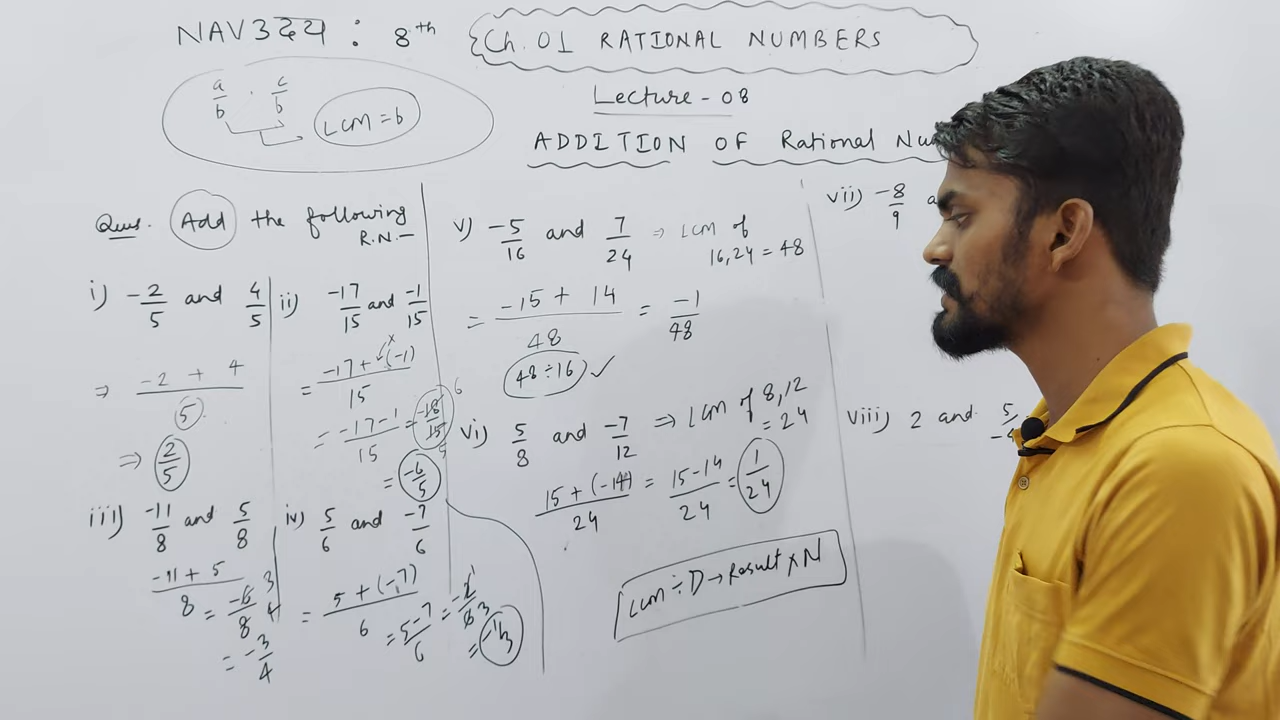 NAV3उदय : 8th
Ch. 01 RATIONAL NUMBERS
Lecture - 08
ADDITION OF Rational Nu
a/b , c/b
LCM = b
Ques. Add the following
R.N. —
i) -2/5 and 4/5
⇒ -2 + 4 / 5
⇒ 2/5
ii) -17/15 and -1/15
= -17 + (-1) / 15
= -17 - 1 / 15 = -18/15
= -6/5
iii) -11/8 and 5/8
-11 + 5 / 8 = -6/8
= -3/4
iv) 5/6 and -7/6
= 5 + (-7) / 6
= 5 - 7 / 6 = -2/6
= -1/3
v) -5/16 and 7/24 ⇒ LCM of
16, 24 = 48
= -15 + 14 / 48 = -1/48
48 ÷ 16 ✓
vi) 5/8 and -7/12 ⇒ LCM of 8, 12
= 24
15 + (-14) / 24 = 15 - 14 / 24 = 1/24
LCM ÷ D → Result × N
vii) -8/9 a
viii) 2 and 5/